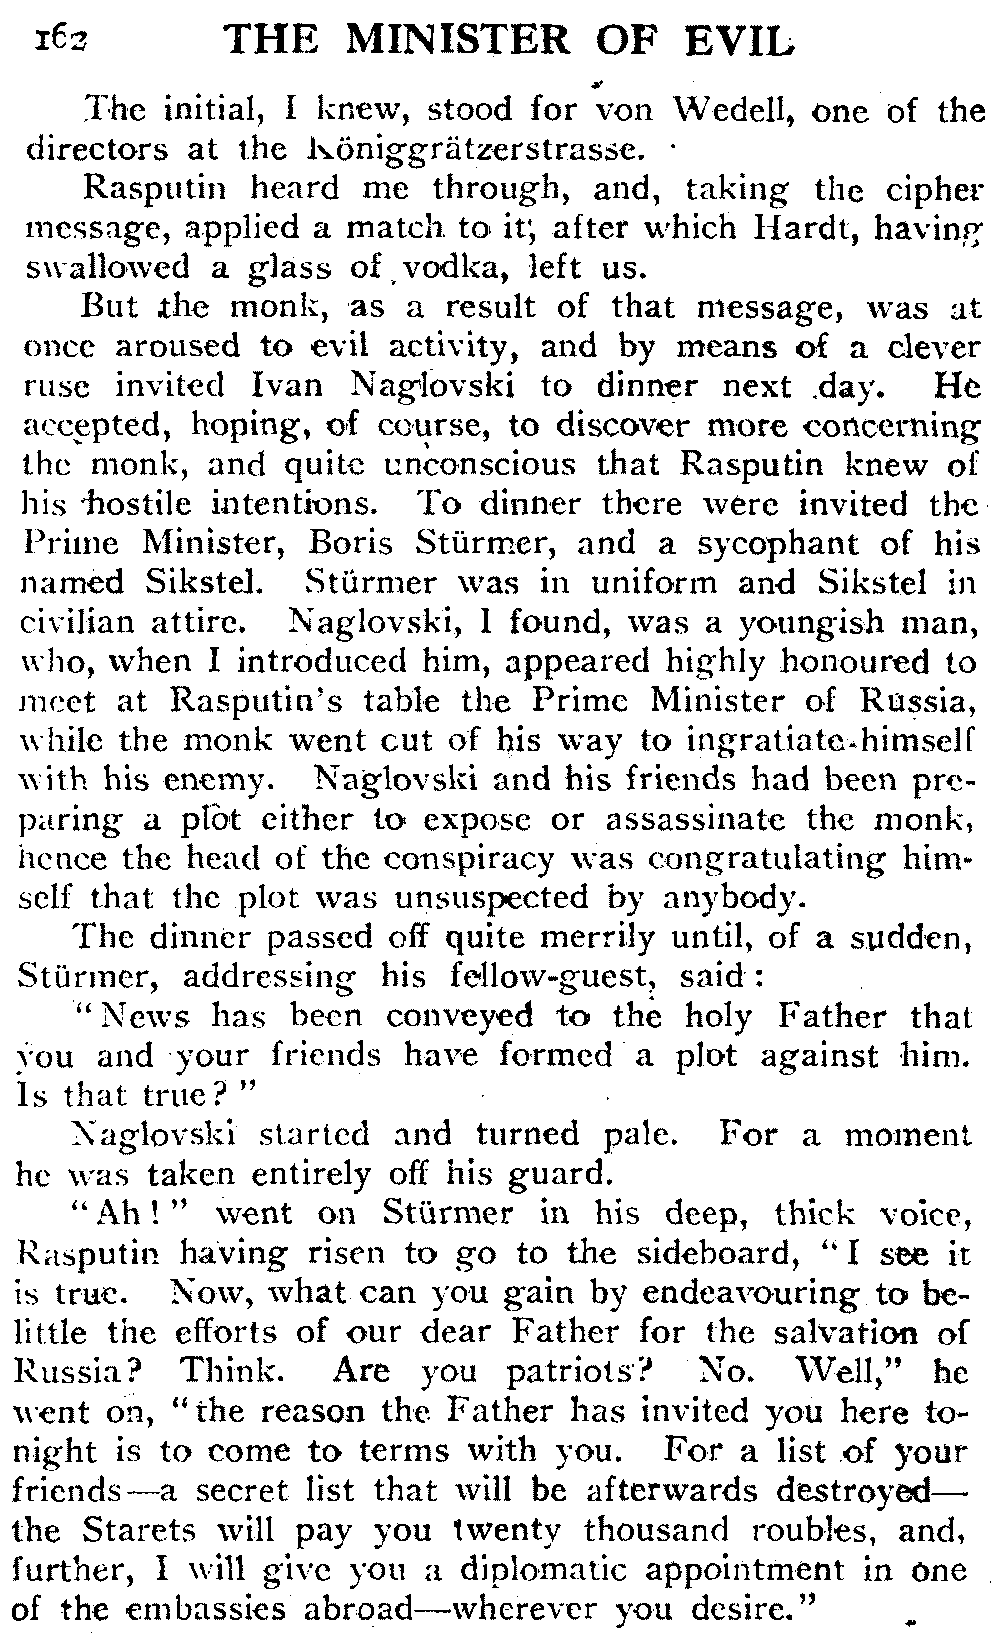 162 THE MINISTER OF EVIL
The initial, I knew, stood for von Wedell, one of the
directors at the Königgrätzerstrasse.
Rasputin heard me through, and, taking the cipher
message, applied a match to it; after which Hardt, having
swallowed a glass of vodka, left us.
But the monk, as a result of that message, was at
once aroused to evil activity, and by means of a clever
ruse invited Ivan Naglovski to dinner next day. He
accepted, hoping, of course, to discover more concerning
the monk, and quite unconscious that Rasputin knew of
his hostile intentions. To dinner there were invited the
Prime Minister, Boris Stürmer, and a sycophant of his
named Sikstel. Stürmer was in uniform and Sikstel in
civilian attire. Naglovski, I found, was a youngish man,
who, when I introduced him, appeared highly honoured to
meet at Rasputin's table the Prime Minister of Russia,
while the monk went out of his way to ingratiate himself
with his enemy. Naglovski and his friends had been pre-
paring a plot either to expose or assassinate the monk,
hence the head of the conspiracy was congratulating him-
self that the plot was unsuspected by anybody.
The dinner passed off quite merrily until, of a sudden,
Stürmer, addressing his fellow-guest, said:
"News has been conveyed to the holy Father that
you and your friends have formed a plot against him.
Is that true?"
Naglovski started and turned pale. For a moment
he was taken entirely off his guard.
"Ah!" went on Stürmer in his deep, thick voice,
Rasputin having risen to go to the sideboard, "I see it
is true. Now, what can you gain by endeavouring to be-
little the efforts of our dear Father for the salvation of
Russia? Think. Are you patriots? No. Well," he
went on, "the reason the Father has invited you here to-
night is to come to terms with you. For a list of your
friends—a secret list that will be afterwards destroyed—
the Starets will pay you twenty thousand roubles, and,
further, I will give you a diplomatic appointment in one
of the embassies abroad—wherever you desire."